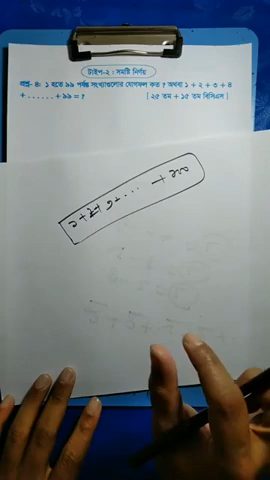 টাইপ-২ : সমষ্টি নির্ণয়
প্রশ্ন- ৪: ১ হতে ৯৯ পর্যন্ত সংখ্যাগুলোর যোগফল কত ? অথবা ১ + ২ + ৩ + ৪
+ . . . . . . + ৯৯ = ? [ ২৫ তম + ১৫ তম বিসিএস ]